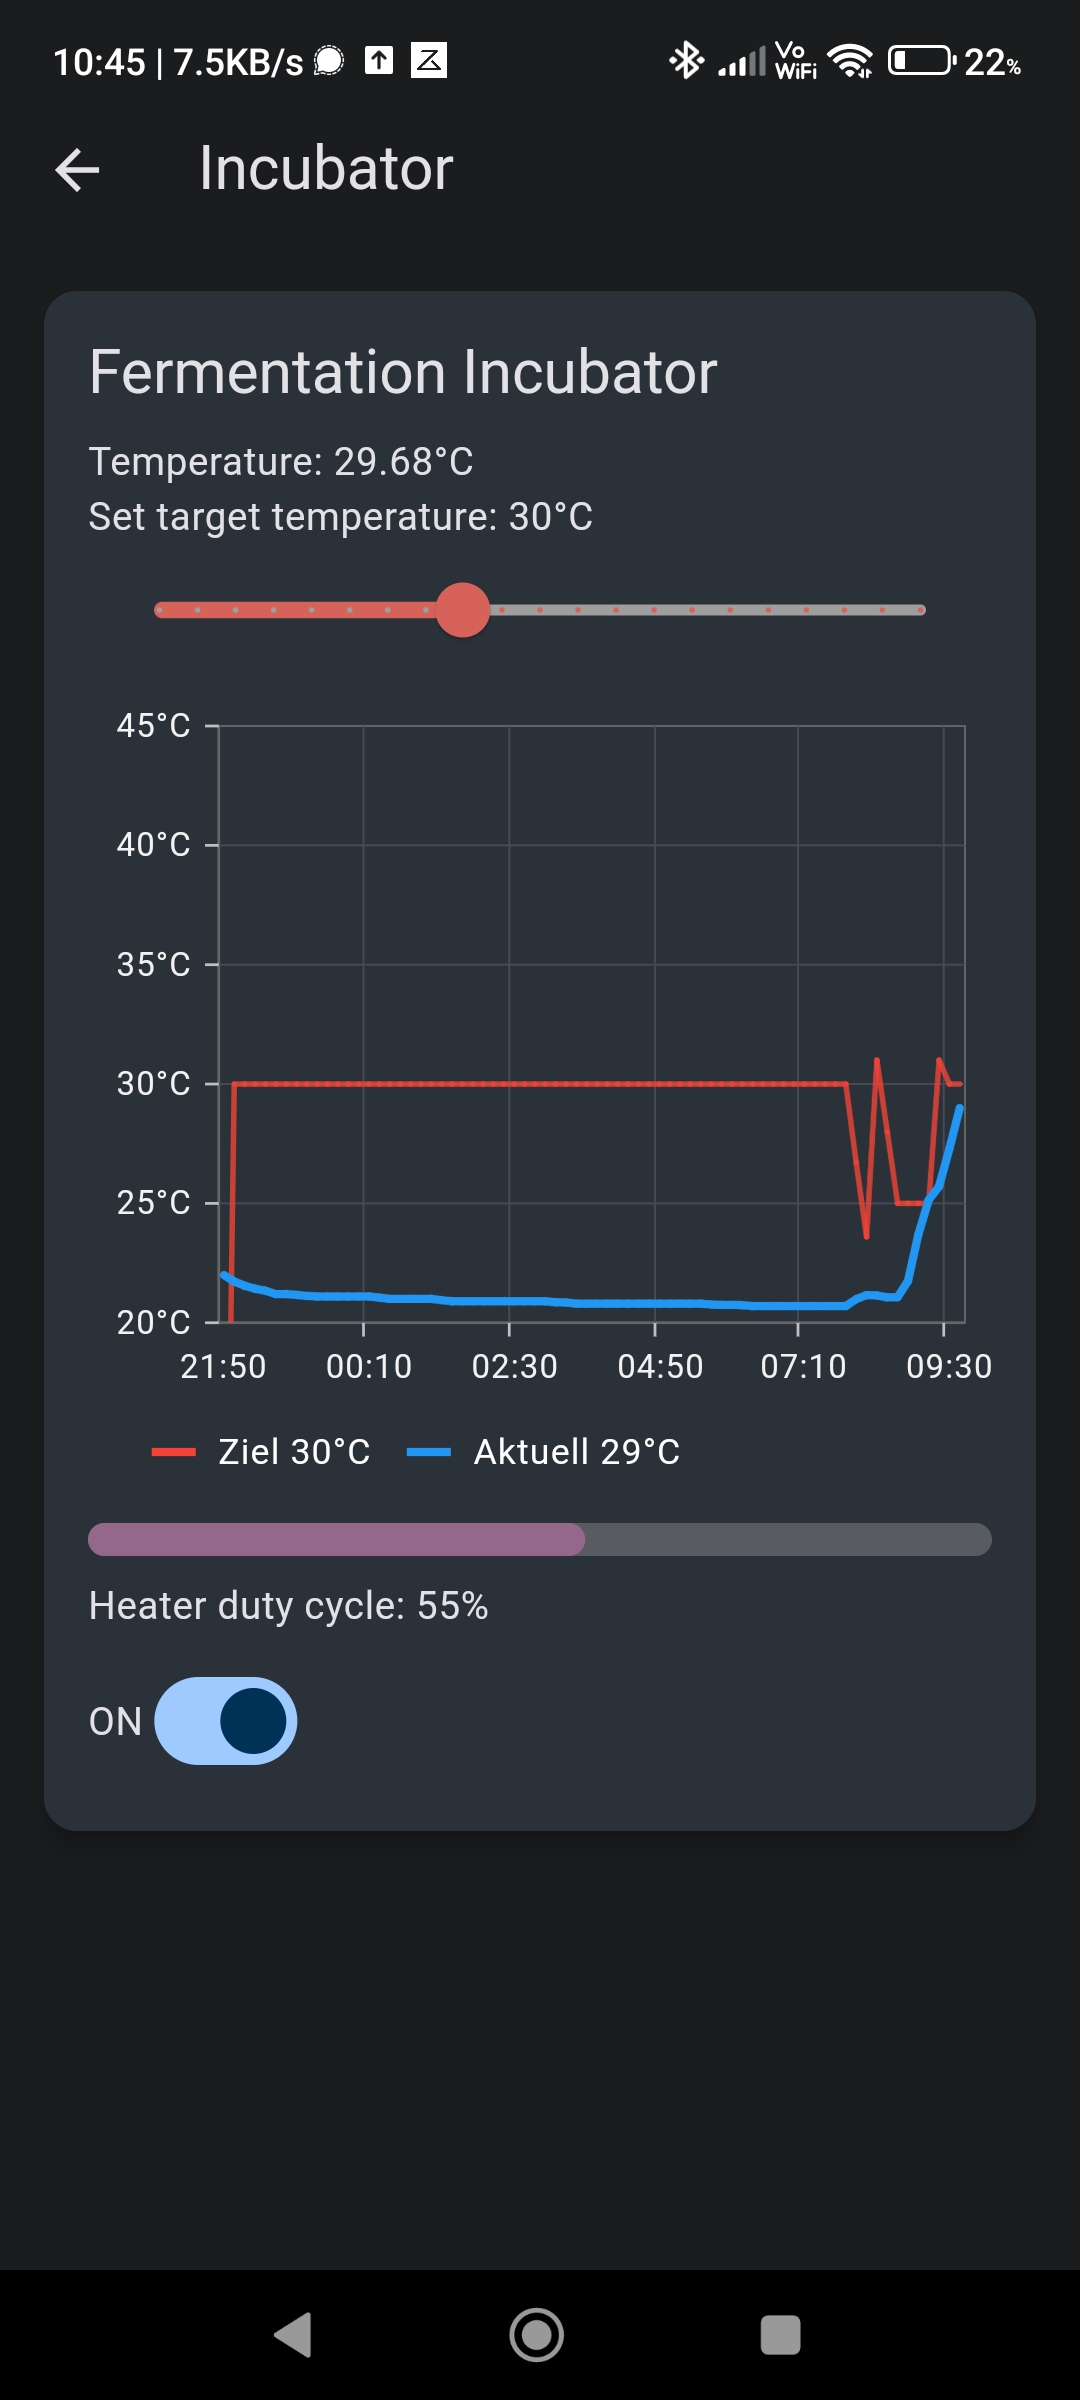 10:45 | 7.5KB/s Vo WiFi 22%
Incubator
Fermentation Incubator
Temperature: 29.68°C
Set target temperature: 30°C
45°C
40°C
35°C
30°C
25°C
20°C
21:50 00:10 02:30 04:50 07:10 09:30
Ziel 30°C Aktuell 29°C
Heater duty cycle: 55%
ON